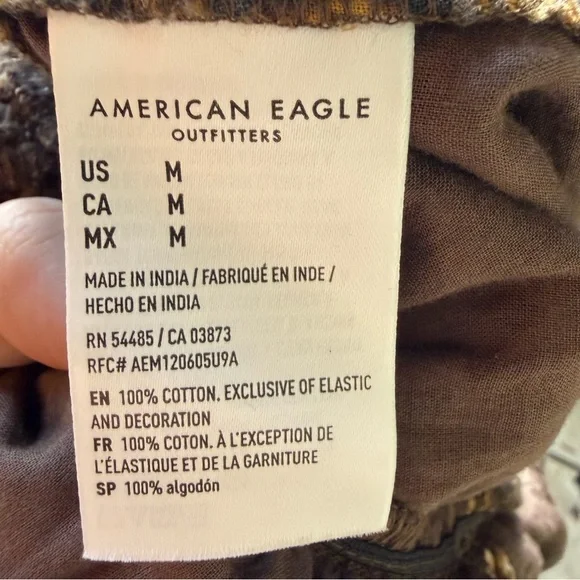 AMERICAN EAGLE
OUTFITTERS
US M
CA M
MX M
MADE IN INDIA / FABRIQUÉ EN INDE /
HECHO EN INDIA
RN 54485 / CA 03873
RFC# AEM120605U9A
EN 100% COTTON. EXCLUSIVE OF ELASTIC
AND DECORATION
FR 100% COTON. À L'EXCEPTION DE
L'ÉLASTIQUE ET DE LA GARNITURE
SP 100% algodón